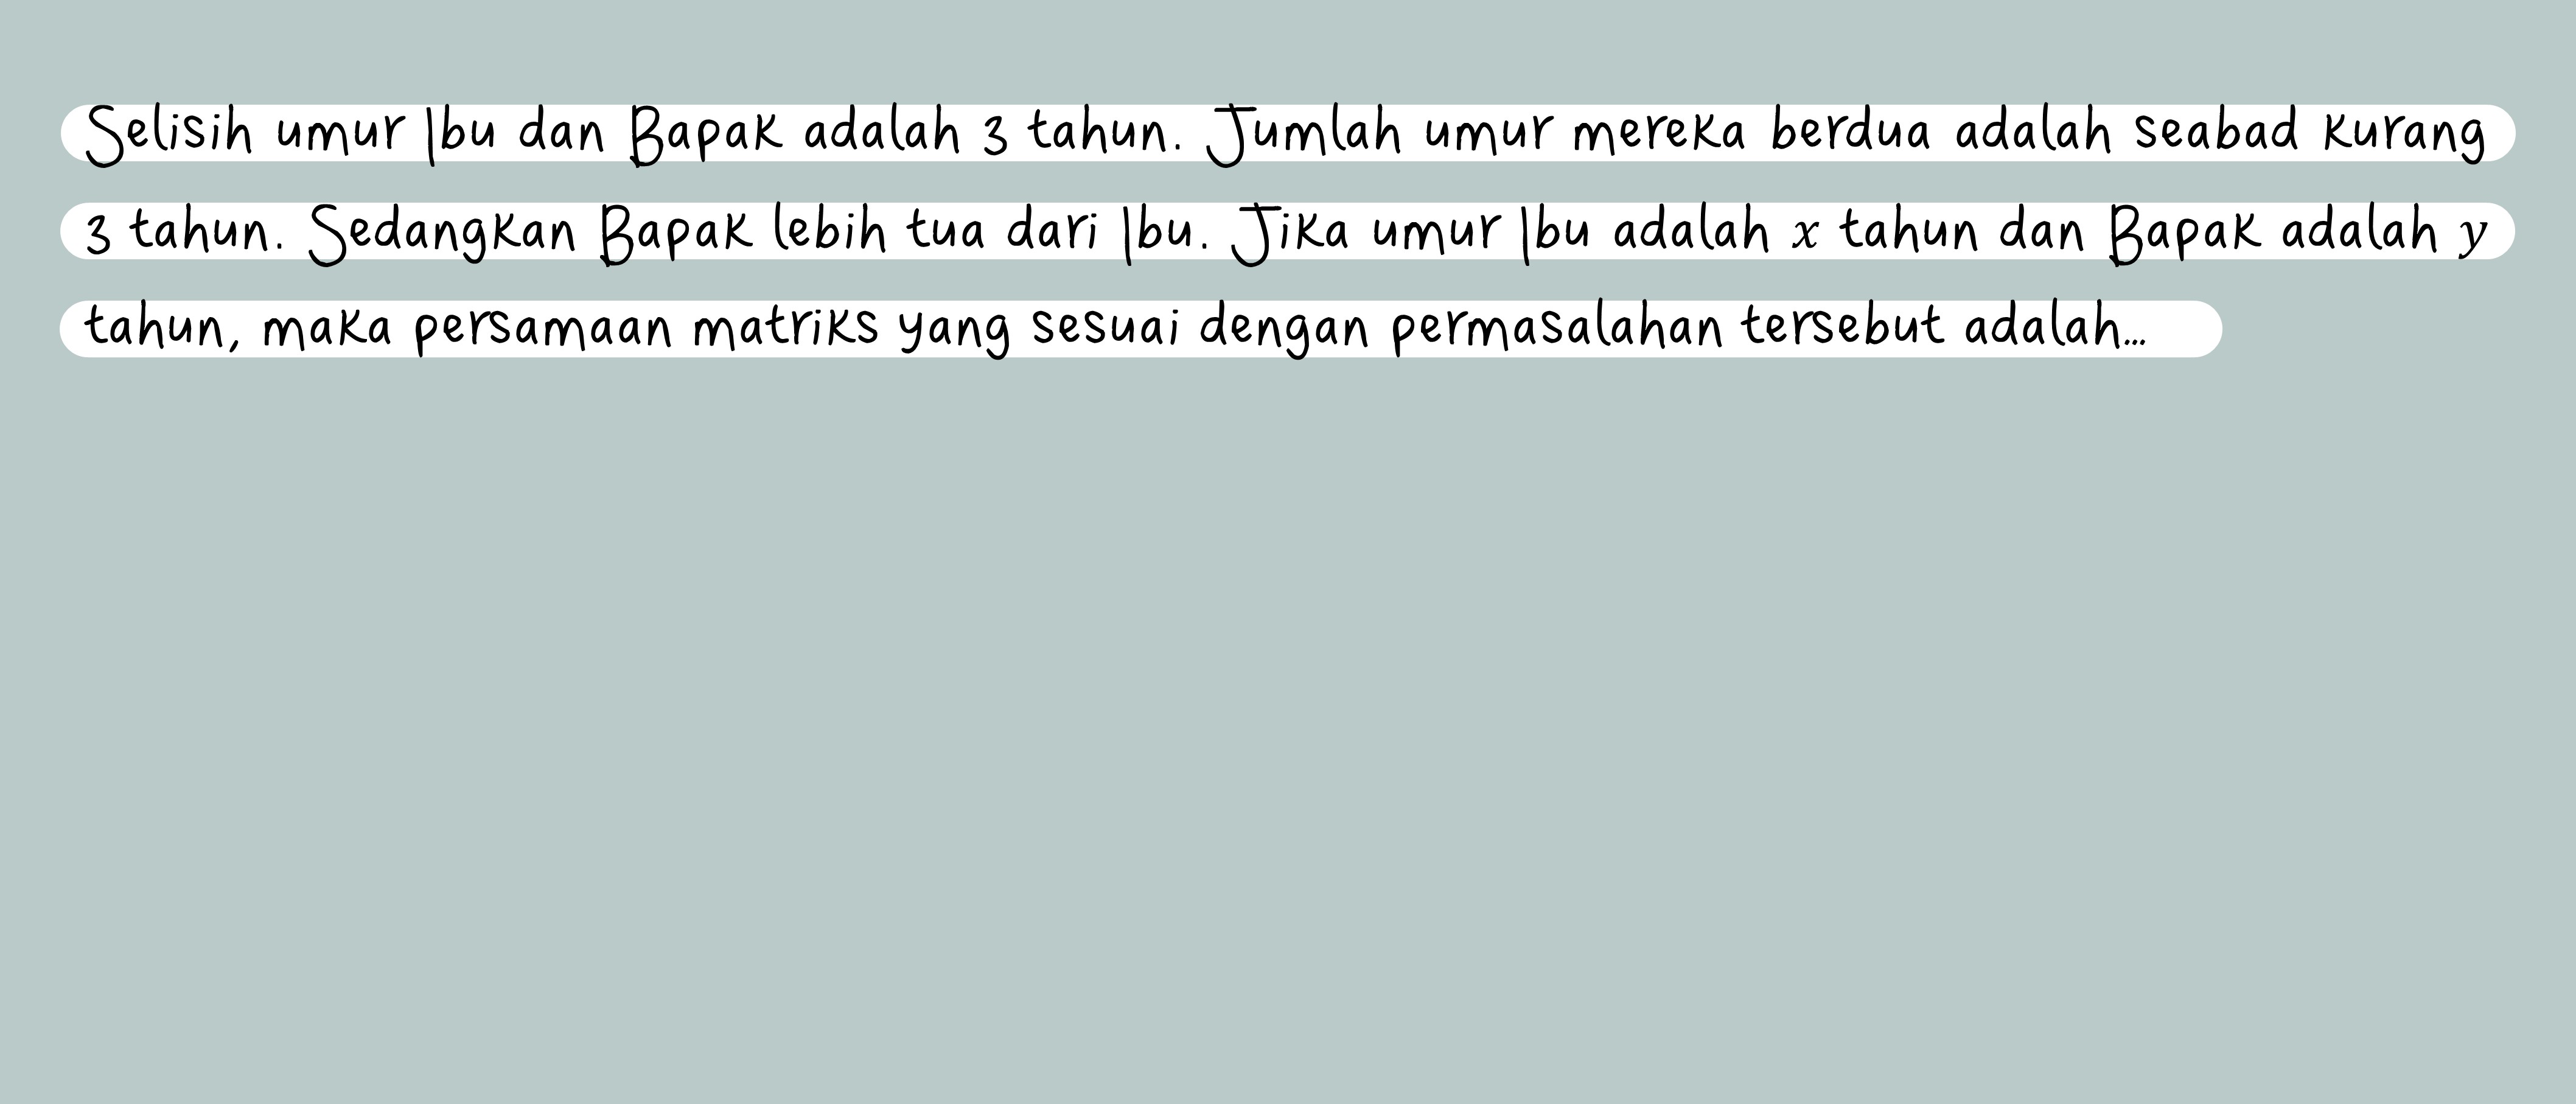 Selisih umur Ibu dan Bapak adalah 3 tahun. Jumlah umur mereka berdua adalah seabad kurang
3 tahun. Sedangkan Bapak lebih tua dari Ibu. Jika umur Ibu adalah x tahun dan Bapak adalah y
tahun, maka persamaan matriks yang sesuai dengan permasalahan tersebut adalah...